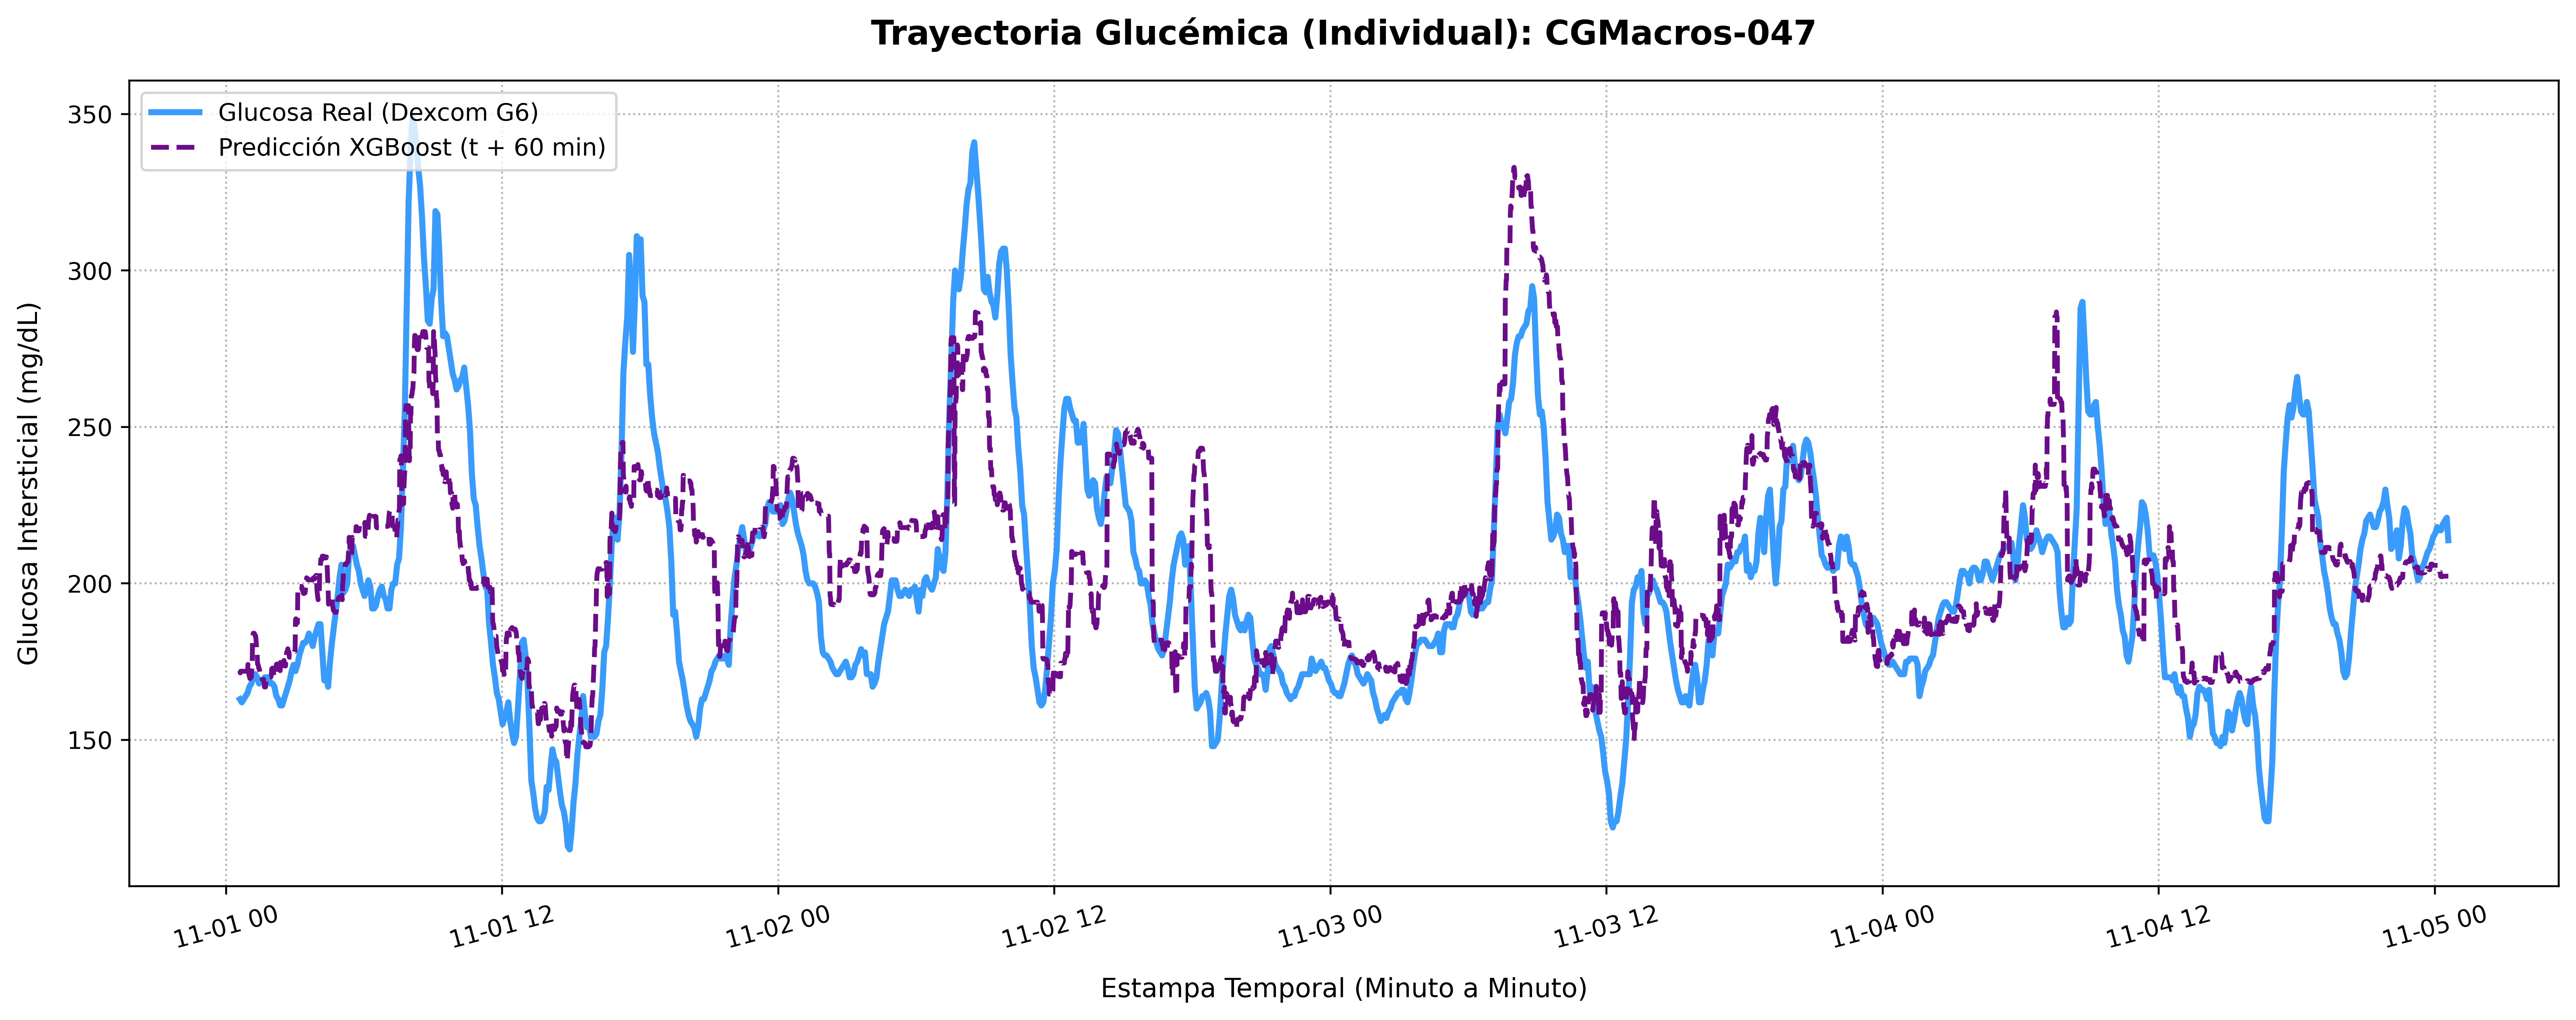 Trayectoria Glucémica (Individual): CGMacros-047
Glucosa Real (Dexcom G6)
Predicción XGBoost (t + 60 min)
Glucosa Intersticial (mg/dL)
350
300
250
200
150
11-01 00
11-01 12
11-02 00
11-02 12
11-03 00
11-03 12
11-04 00
11-04 12
11-05 00
Estampa Temporal (Minuto a Minuto)